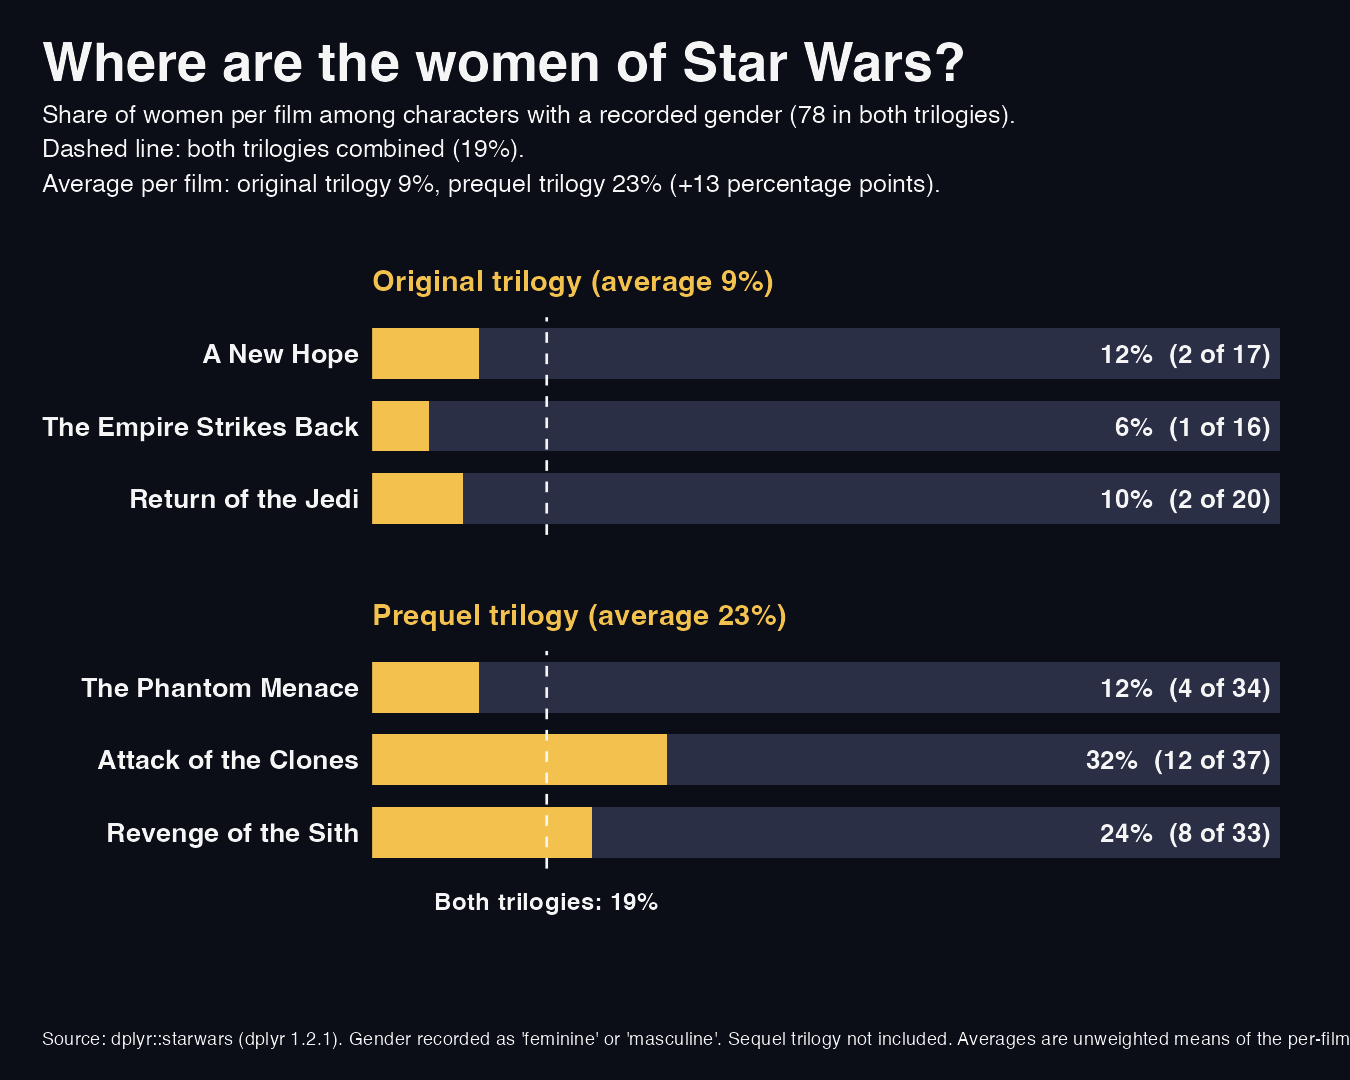 Where are the women of Star Wars?
Share of women per film among characters with a recorded gender (78 in both trilogies).
Dashed line: both trilogies combined (19%).
Average per film: original trilogy 9%, prequel trilogy 23% (+13 percentage points).
Original trilogy (average 9%)
A New Hope 12% (2 of 17)
The Empire Strikes Back 6% (1 of 16)
Return of the Jedi 10% (2 of 20)
Prequel trilogy (average 23%)
The Phantom Menace 12% (4 of 34)
Attack of the Clones 32% (12 of 37)
Revenge of the Sith 24% (8 of 33)
Both trilogies: 19%
Source: dplyr::starwars (dplyr 1.2.1). Gender recorded as 'feminine' or 'masculine'. Sequel trilogy not included. Averages are unweighted means of the per-film